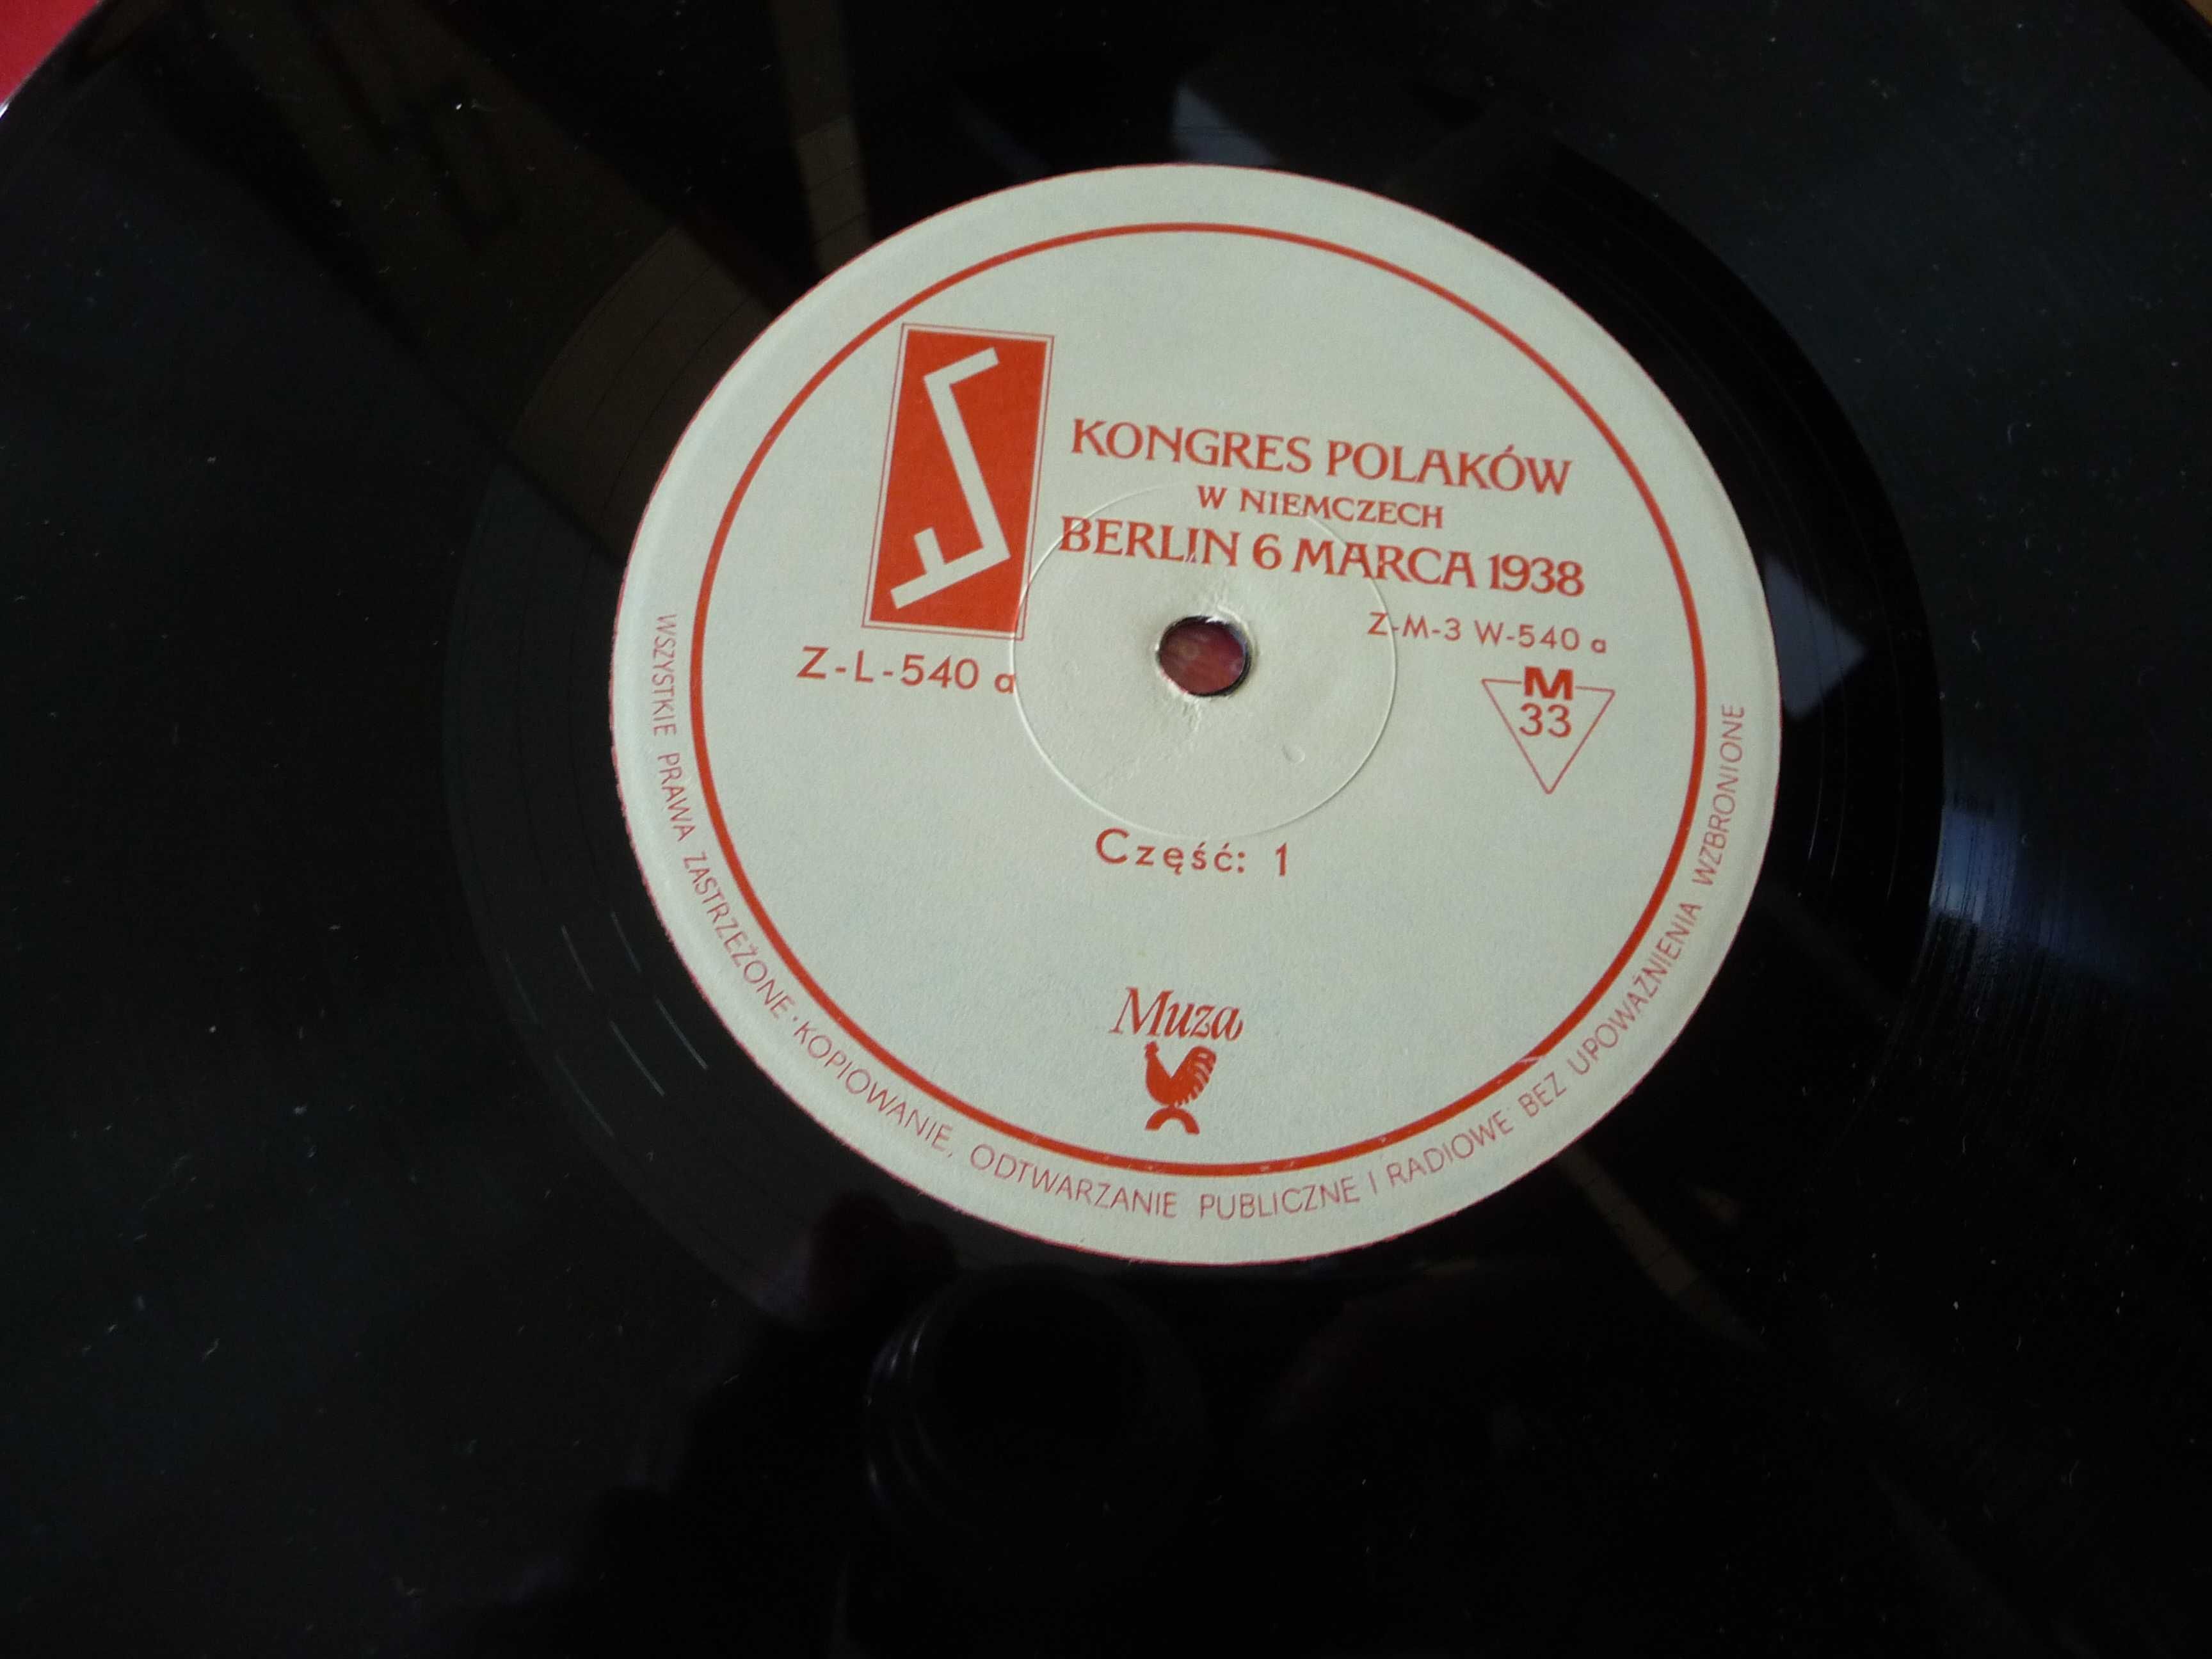 KONGRES POLAKÓW
W NIEMCZECH
BERLIN 6 MARCA 1938
Z-M-3 W-540 a
Z-L-540 a
M
33
Część: 1
Muza
WSZYSTKIE PRAWA ZASTRZEŻONE · KOPIOWANIE, ODTWARZANIE PUBLICZNE I RADIOWE BEZ UPOWAŻNIENIA WZBRONIONE